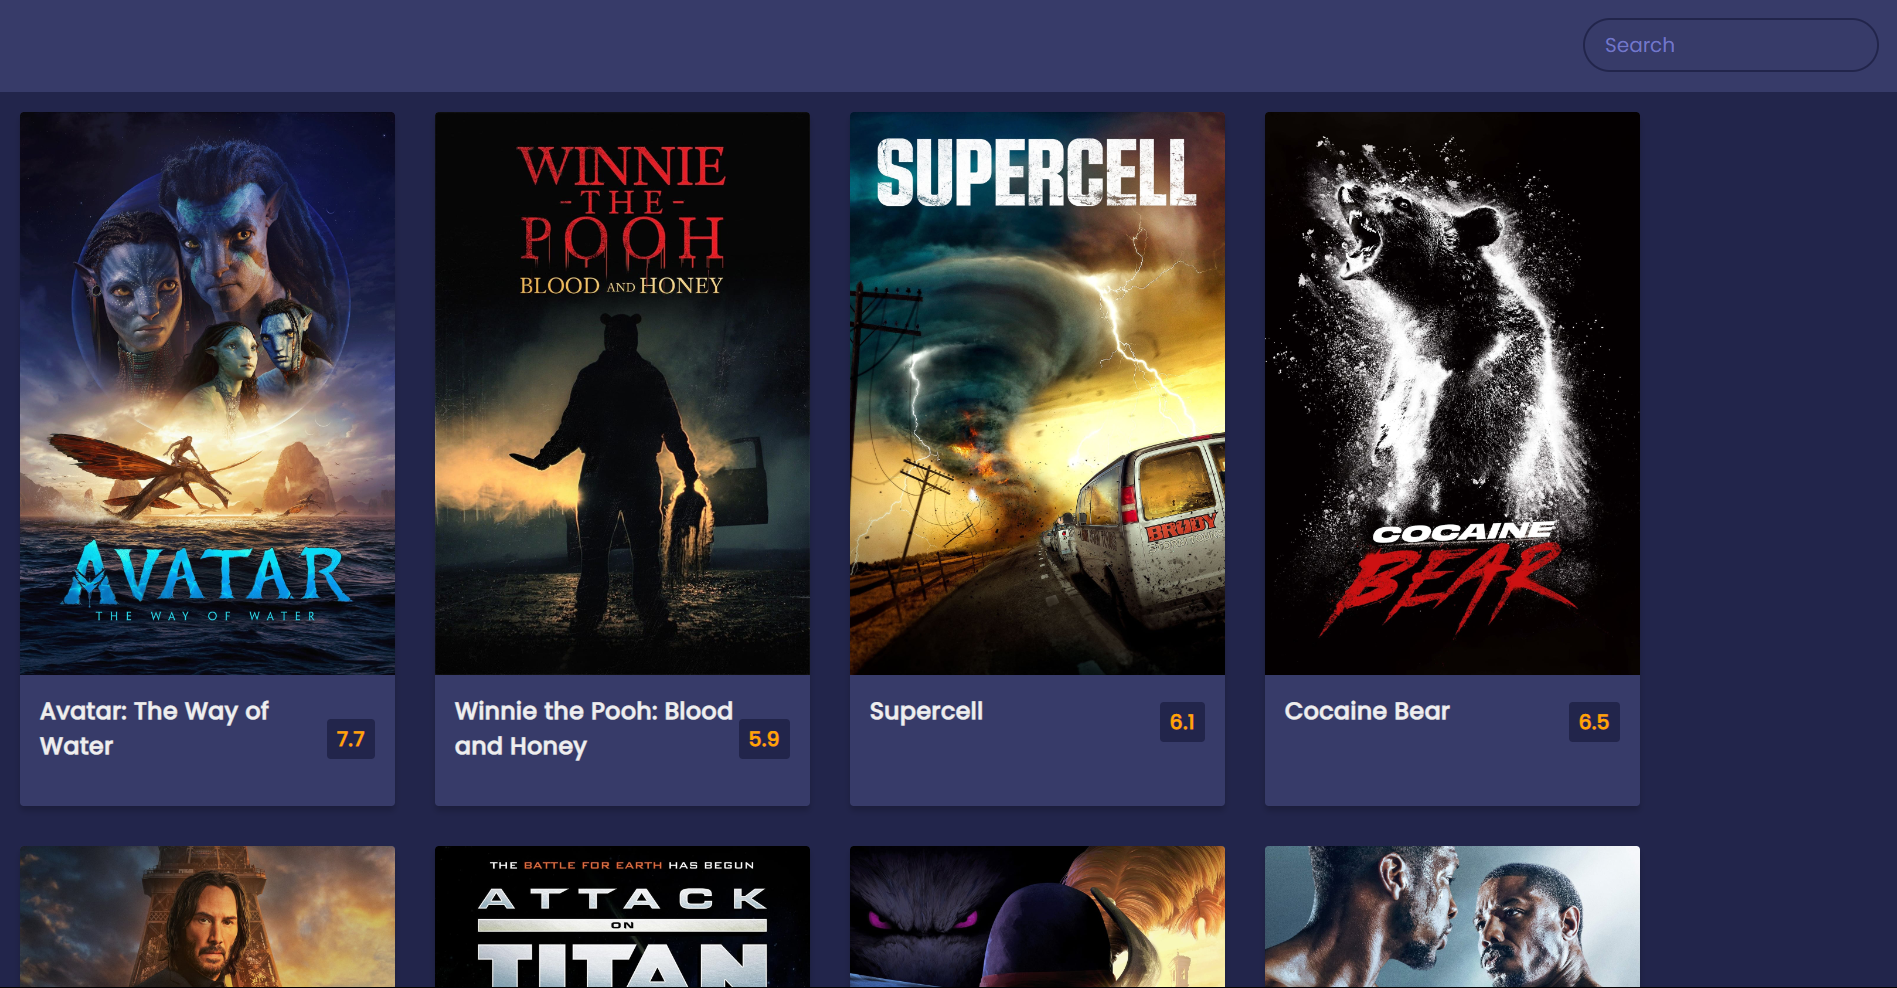 Search
AVATAR
THE WAY OF WATER
WINNIE
-THE-
POOH
BLOOD AND HONEY
SUPERCELL
BRODY
COCAINE
BEAR
Avatar: The Way of
Water
7.7
Winnie the Pooh: Blood
and Honey
5.9
Supercell
6.1
Cocaine Bear
6.5
THE BATTLE FOR EARTH HAS BEGUN
ATTACK
ON
TITAN